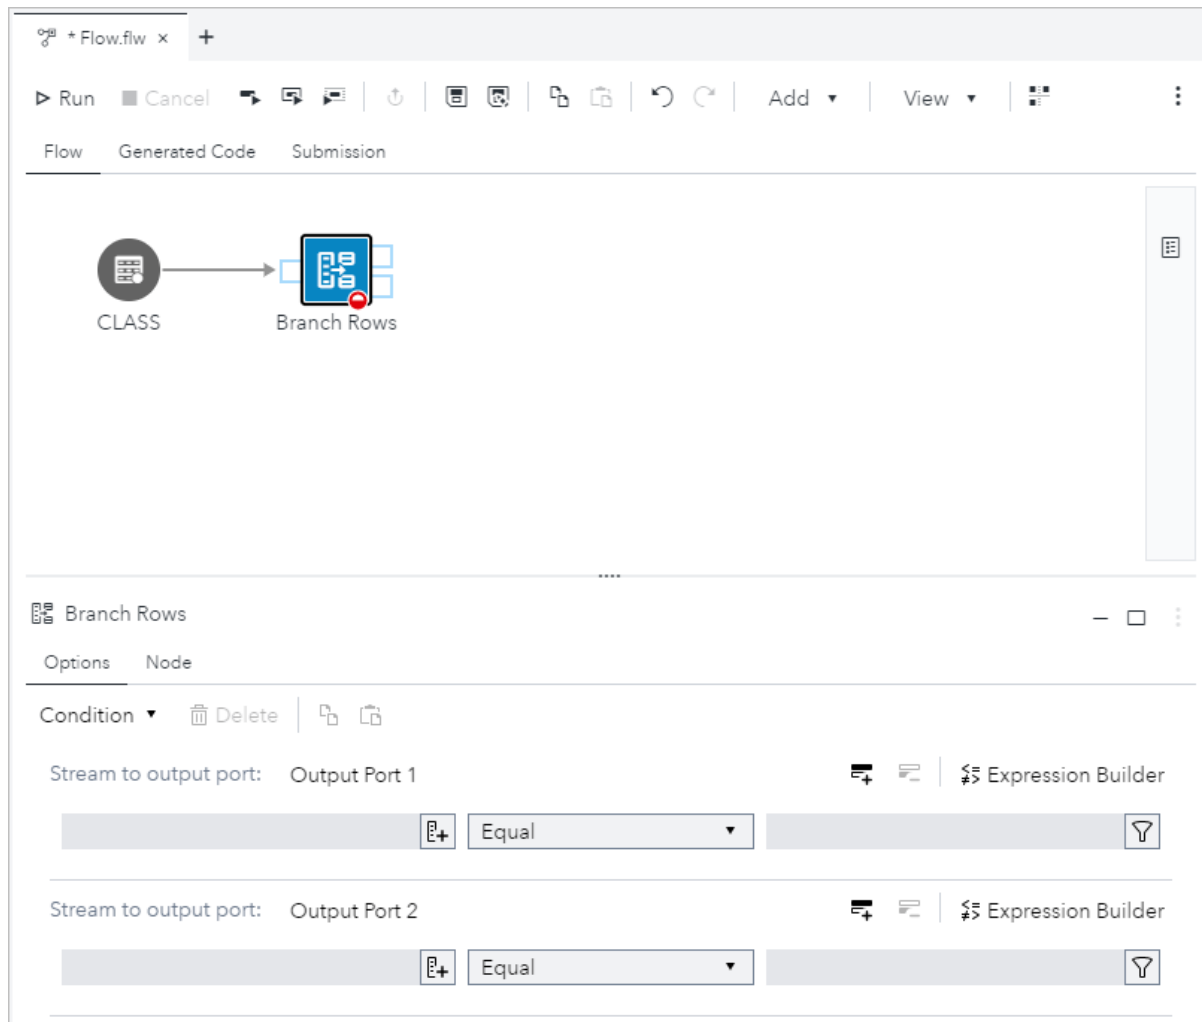 * Flow.flw ×  +
Run Cancel Add View
Flow Generated Code Submission
CLASS Branch Rows
Branch Rows
Options Node
Condition Delete
Stream to output port: Output Port 1 Expression Builder
Equal
Stream to output port: Output Port 2 Expression Builder
Equal